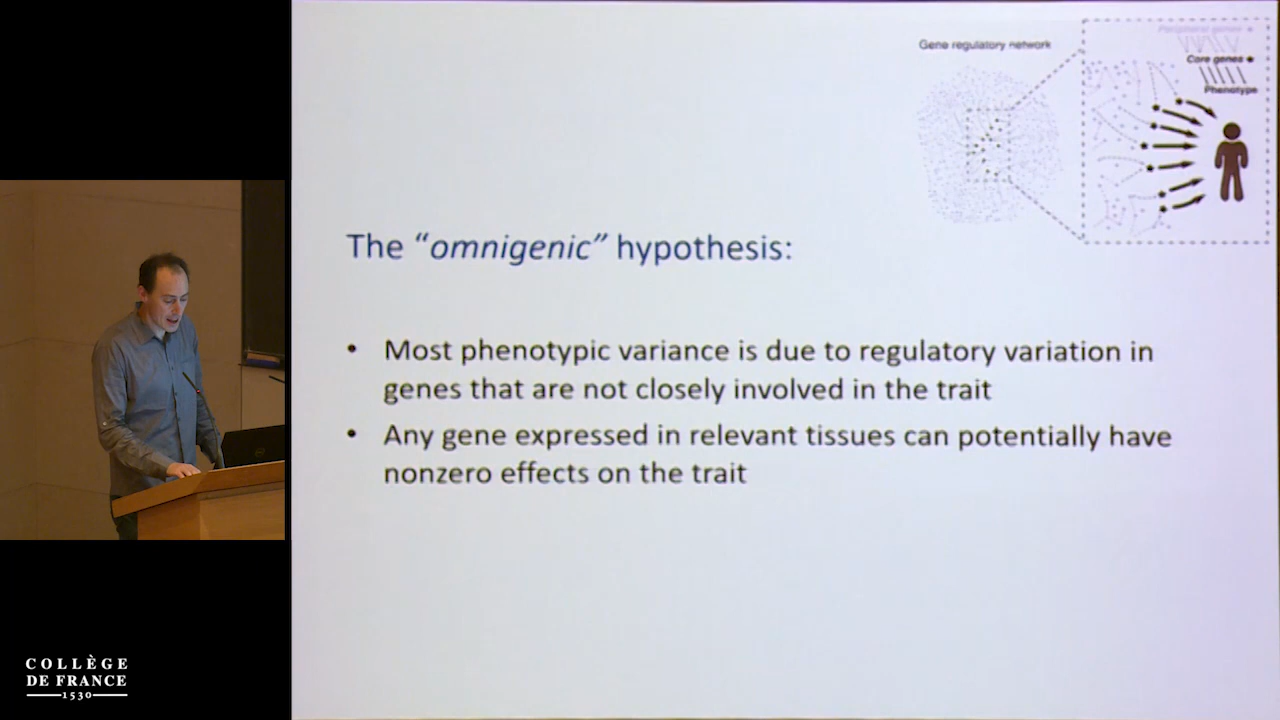 Gene regulatory network
Peripheral genes
Core genes
Phenotype
The “omnigenic” hypothesis:
• Most phenotypic variance is due to regulatory variation in
genes that are not closely involved in the trait
• Any gene expressed in relevant tissues can potentially have
nonzero effects on the trait
COLLÈGE
DE FRANCE
1530